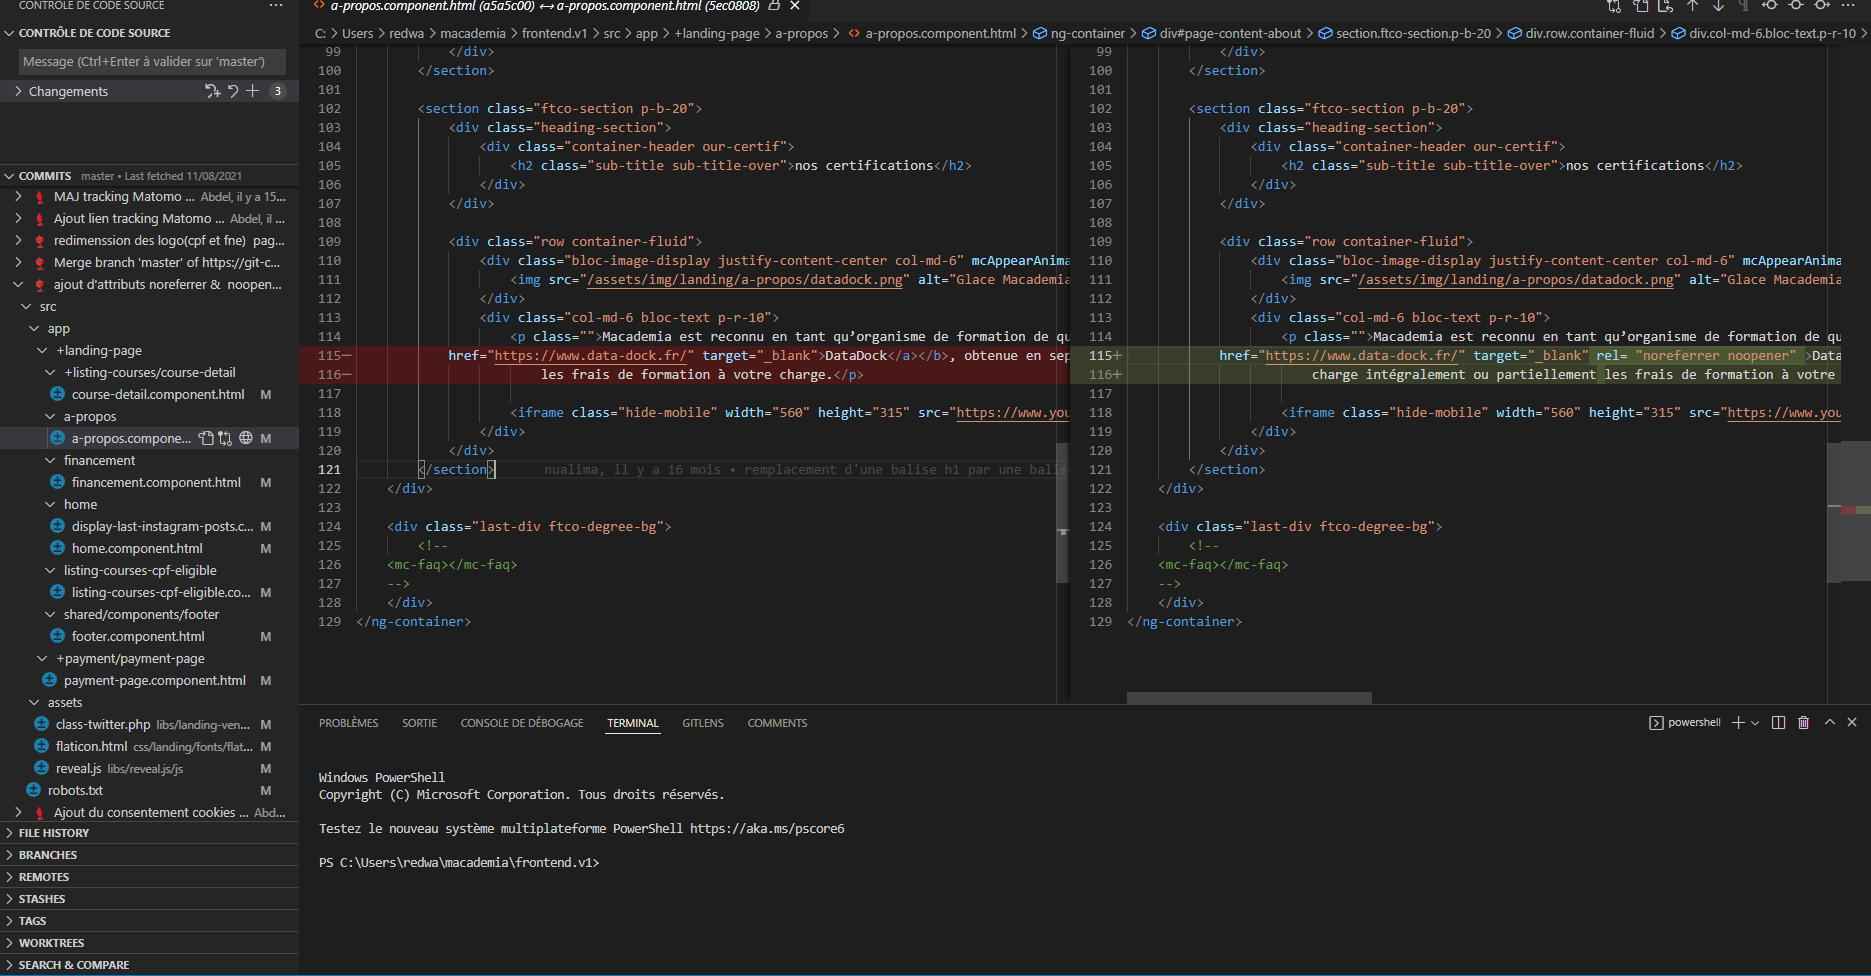 CONTRÔLE DE CODE SOURCE
CONTRÔLE DE CODE SOURCE
Message (Ctrl+Enter à valider sur 'master')
Changements
3
COMMITS master • Last fetched 11/08/2021
MAJ tracking Matomo ... Abdel, il y a 15...
Ajout lien tracking Matomo ... Abdel, il ...
redimenssion des logo(cpf et fne) pag...
Merge branch 'master' of https://git-c...
ajout d'attributs noreferrer & noopen...
src
app
+landing-page
+listing-courses/course-detail
course-detail.component.html M
a-propos
a-propos.compone... M
financement
financement.component.html M
home
display-last-instagram-posts.c... M
home.component.html M
listing-courses-cpf-eligible
listing-courses-cpf-eligible.co... M
shared/components/footer
footer.component.html M
+payment/payment-page
payment-page.component.html M
assets
class-twitter.php libs/landing-ven... M
flaticon.html css/landing/fonts/flat... M
reveal.js libs/reveal.js/js M
robots.txt M
Ajout du consentement cookies ... Abd...
FILE HISTORY
BRANCHES
REMOTES
STASHES
TAGS
WORKTREES
SEARCH & COMPARE
a-propos.component.html (a5a5c00) ⟷ a-propos.component.html (5ec0808)
C: > Users > redwa > macademia > frontend.v1 > src > app > +landing-page > a-propos > a-propos.component.html > ng-container > div#page-content-about > section.ftco-section.p-b-20 > div.row.container-fluid > div.col-md-6.bloc-text.p-r-10 >
99 </div>
100 </section>
101
102 <section class="ftco-section p-b-20">
103 <div class="heading-section">
104 <div class="container-header our-certif">
105 <h2 class="sub-title sub-title-over">nos certifications</h2>
106 </div>
107 </div>
108
109 <div class="row container-fluid">
110 <div class="bloc-image-display justify-content-center col-md-6" mcAppearAnima
111 <img src="/assets/img/landing/a-propos/datadock.png" alt="Glace Macademia
112 </div>
113 <div class="col-md-6 bloc-text p-r-10">
114 <p class="">Macademia est reconnu en tant qu’organisme de formation de qu
115− href="https://www.data-dock.fr/" target="_blank">DataDock</a></b>, obtenue en sep
116− les frais de formation à votre charge.</p>
117
118 <iframe class="hide-mobile" width="560" height="315" src="https://www.you
119 </div>
120 </div>
121 </section> nualima, il y a 16 mois • remplacement d'une balise h1 par une balis
122 </div>
123
124 <div class="last-div ftco-degree-bg">
125 <!--
126 <mc-faq></mc-faq>
127 -->
128 </div>
129 </ng-container>
99 </div>
100 </section>
101
102 <section class="ftco-section p-b-20">
103 <div class="heading-section">
104 <div class="container-header our-certif">
105 <h2 class="sub-title sub-title-over">nos certifications</h2>
106 </div>
107 </div>
108
109 <div class="row container-fluid">
110 <div class="bloc-image-display justify-content-center col-md-6" mcAppearAnima
111 <img src="/assets/img/landing/a-propos/datadock.png" alt="Glace Macademia
112 </div>
113 <div class="col-md-6 bloc-text p-r-10">
114 <p class="">Macademia est reconnu en tant qu’organisme de formation de qu
115+ href="https://www.data-dock.fr/" target="_blank" rel= "noreferrer noopener" >Data
116+ charge intégralement ou partiellement les frais de formation à votre
117
118 <iframe class="hide-mobile" width="560" height="315" src="https://www.you
119 </div>
120 </div>
121 </section>
122 </div>
123
124 <div class="last-div ftco-degree-bg">
125 <!--
126 <mc-faq></mc-faq>
127 -->
128 </div>
129 </ng-container>
PROBLÈMES SORTIE CONSOLE DE DÉBOGAGE TERMINAL GITLENS COMMENTS
powershell
Windows PowerShell
Copyright (C) Microsoft Corporation. Tous droits réservés.
Testez le nouveau système multiplateforme PowerShell https://aka.ms/pscore6
PS C:\Users\redwa\macademia\frontend.v1>